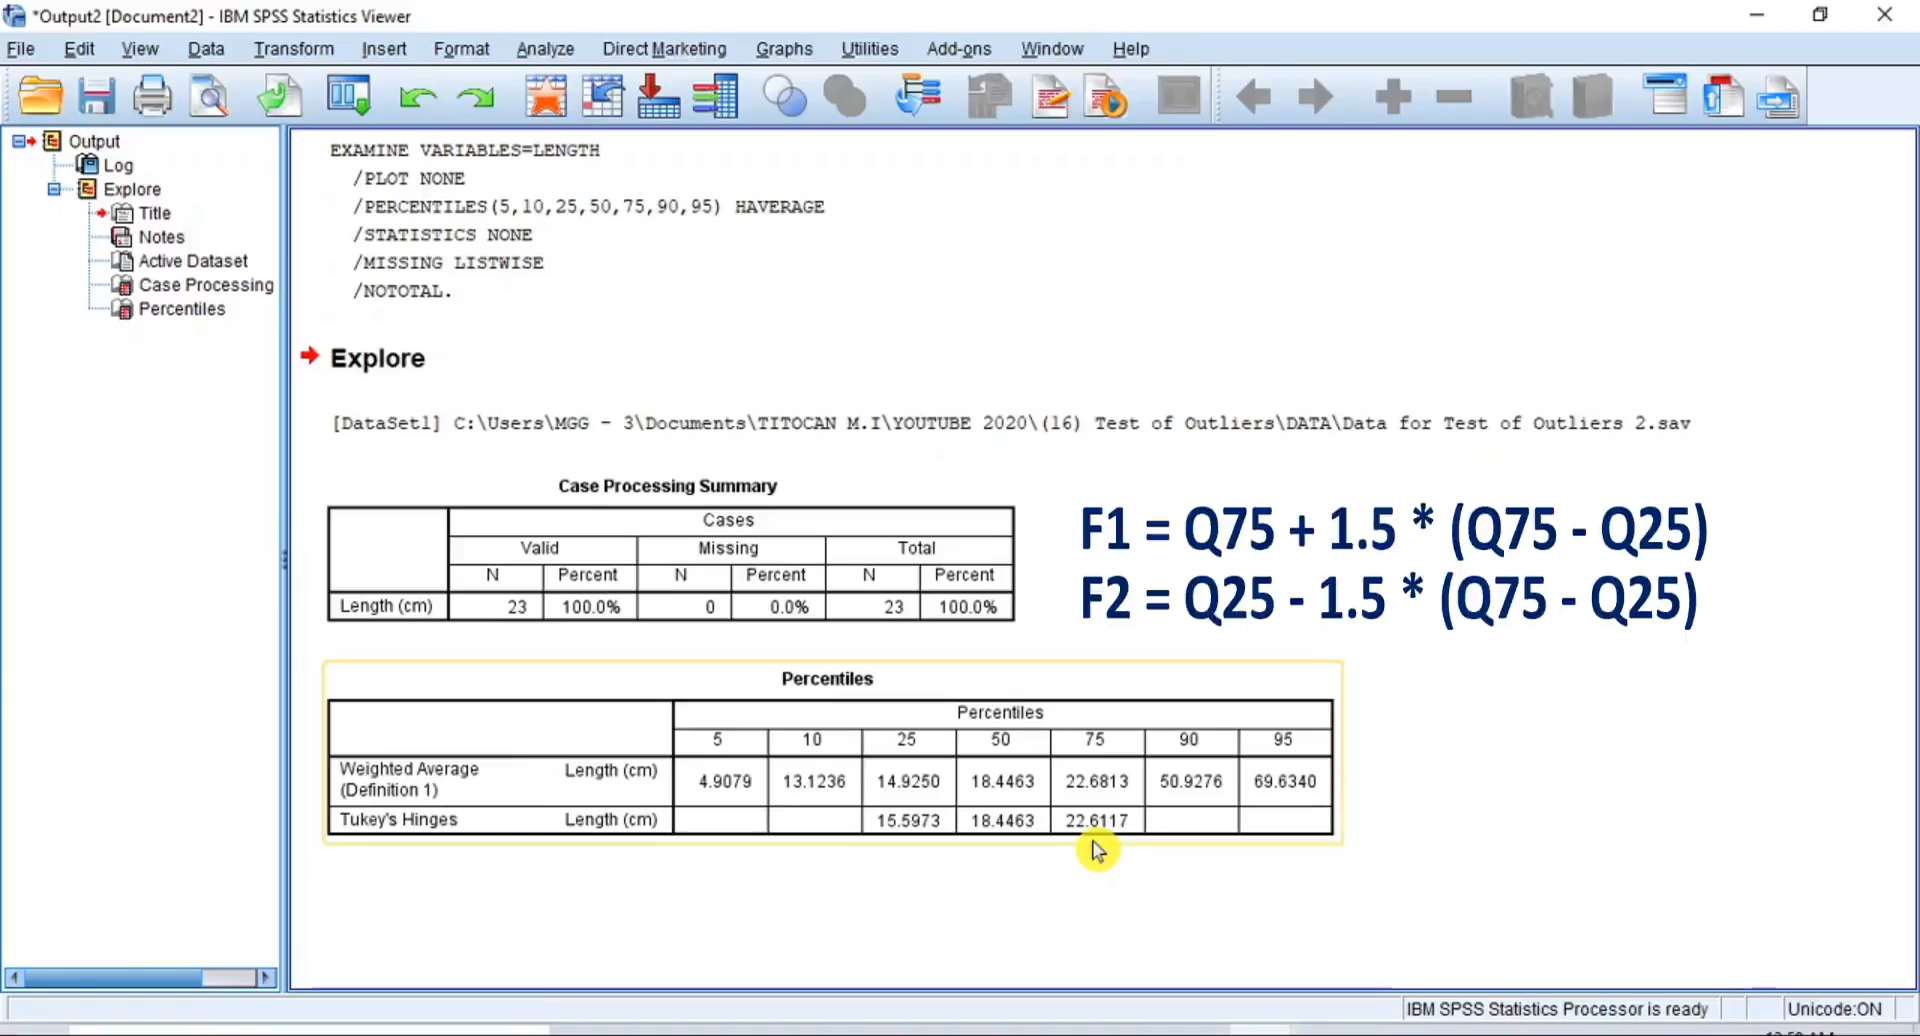 *Output2 [Document2] - IBM SPSS Statistics Viewer
File Edit View Data Transform Insert Format Analyze Direct Marketing Graphs Utilities Add-ons Window Help
Output
Log
Explore
Title
Notes
Active Dataset
Case Processing
Percentiles
EXAMINE VARIABLES=LENGTH
/PLOT NONE
/PERCENTILES(5,10,25,50,75,90,95) HAVERAGE
/STATISTICS NONE
/MISSING LISTWISE
/NOTOTAL.
Explore
[DataSet1] C:\Users\MGG - 3\Documents\TITOCAN M.I\YOUTUBE 2020\(16) Test of Outliers\DATA\Data for Test of Outliers 2.sav
Case Processing Summary
Cases
Valid Missing Total
N Percent N Percent N Percent
Length (cm) 23 100.0% 0 0.0% 23 100.0%
F1 = Q75 + 1.5 * (Q75 - Q25)
F2 = Q25 - 1.5 * (Q75 - Q25)
Percentiles
Percentiles
5 10 25 50 75 90 95
Weighted Average (Definition 1) Length (cm) 4.9079 13.1236 14.9250 18.4463 22.6813 50.9276 69.6340
Tukey's Hinges Length (cm) 15.5973 18.4463 22.6117
IBM SPSS Statistics Processor is ready Unicode:ON